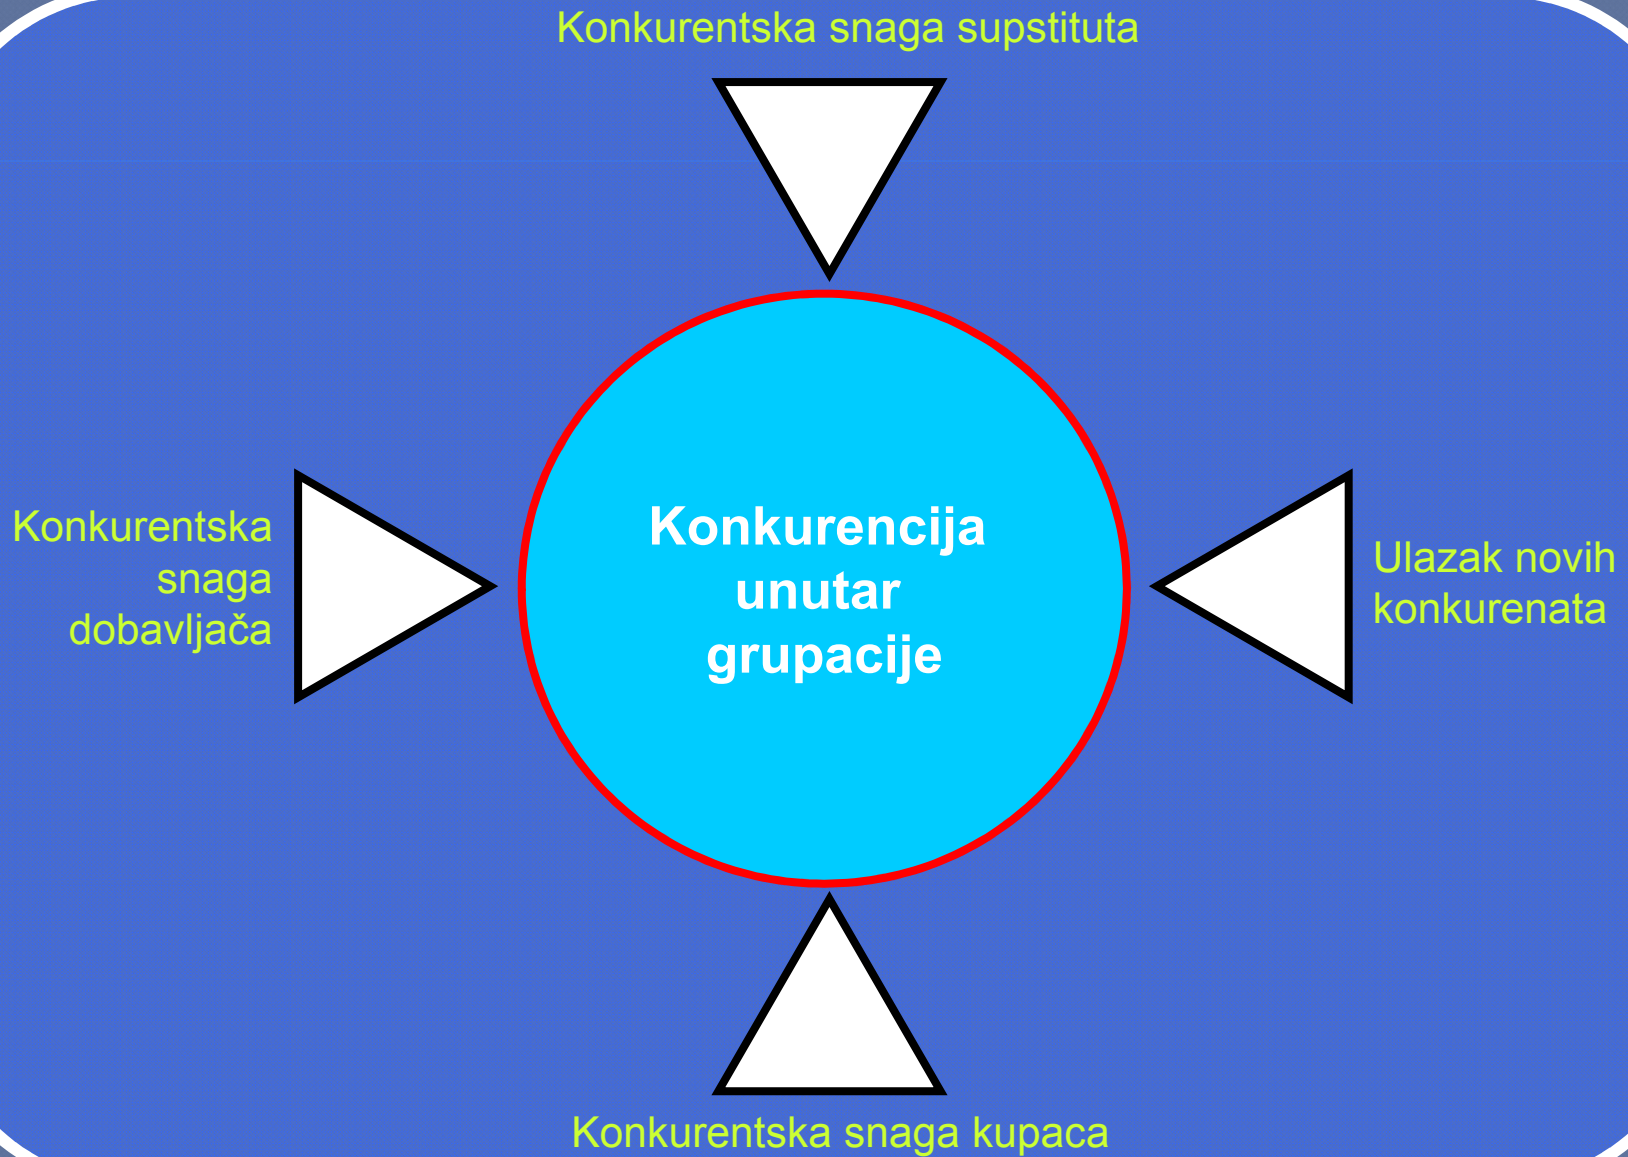 Konkurentska snaga supstituta
Konkurentska
snaga
dobavljača
Konkurencija
unutar
grupacije
Ulazak novih
konkurenata
Konkurentska snaga kupaca